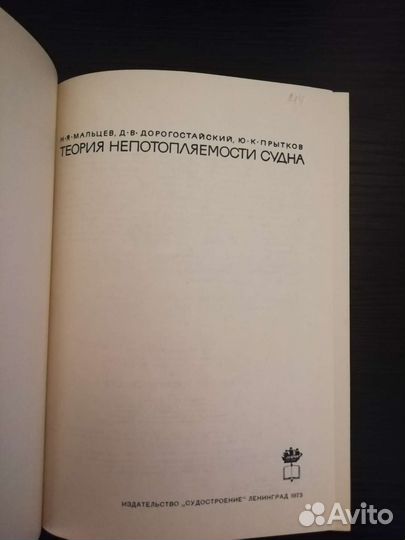 Н·Я·МАЛЬЦЕВ, Д·В·ДОРОГОСТАЙСКИЙ, Ю·К·ПРЫТКОВ
ТЕОРИЯ НЕПОТОПЛЯЕМОСТИ СУДНА
ИЗДАТЕЛЬСТВО „СУДОСТРОЕНИЕ" ЛЕНИНГРАД 1973
Avito